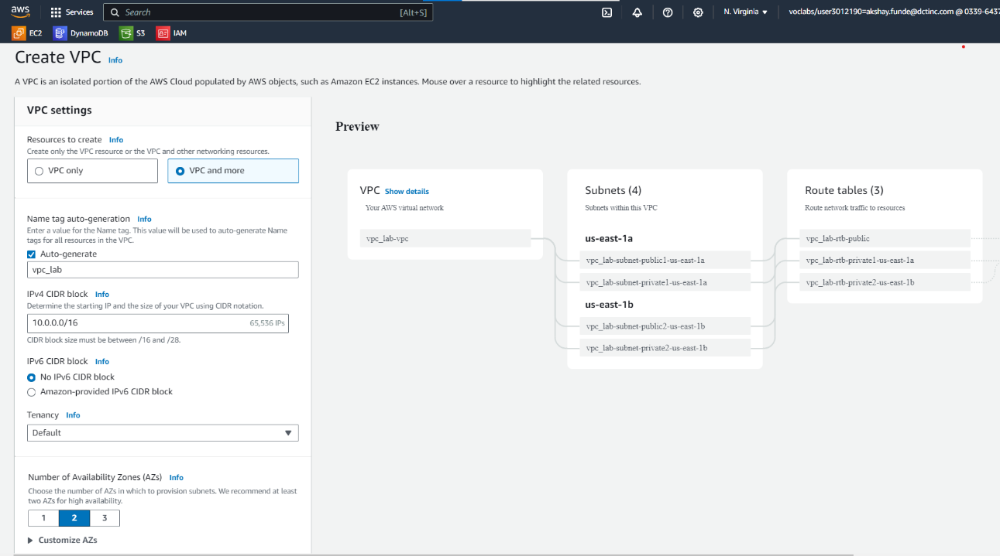 aws
Services
Search
[Alt+S]
N. Virginia
voclabs/user3012190=akshay.funde@dctinc.com @ 0339-6437
EC2
DynamoDB
S3
IAM
Create VPC Info
A VPC is an isolated portion of the AWS Cloud populated by AWS objects, such as Amazon EC2 instances. Mouse over a resource to highlight the related resources.
VPC settings
Resources to create Info
Create only the VPC resource or the VPC and other networking resources.
VPC only
VPC and more
Name tag auto-generation Info
Enter a value for the Name tag. This value will be used to auto-generate Name
tags for all resources in the VPC.
Auto-generate
vpc_lab
IPv4 CIDR block Info
Determine the starting IP and the size of your VPC using CIDR notation.
10.0.0.0/16
65,536 IPs
CIDR block size must be between /16 and /28.
IPv6 CIDR block Info
No IPv6 CIDR block
Amazon-provided IPv6 CIDR block
Tenancy Info
Default
Number of Availability Zones (AZs) Info
Choose the number of AZs in which to provision subnets. We recommend at least
two AZs for high availability.
1
2
3
Customize AZs
Preview
VPC Show details
Your AWS virtual network
vpc_lab-vpc
Subnets (4)
Subnets within this VPC
us-east-1a
vpc_lab-subnet-public1-us-east-1a
vpc_lab-subnet-private1-us-east-1a
us-east-1b
vpc_lab-subnet-public2-us-east-1b
vpc_lab-subnet-private2-us-east-1b
Route tables (3)
Route network traffic to resources
vpc_lab-rtb-public
vpc_lab-rtb-private1-us-east-1a
vpc_lab-rtb-private2-us-east-1b